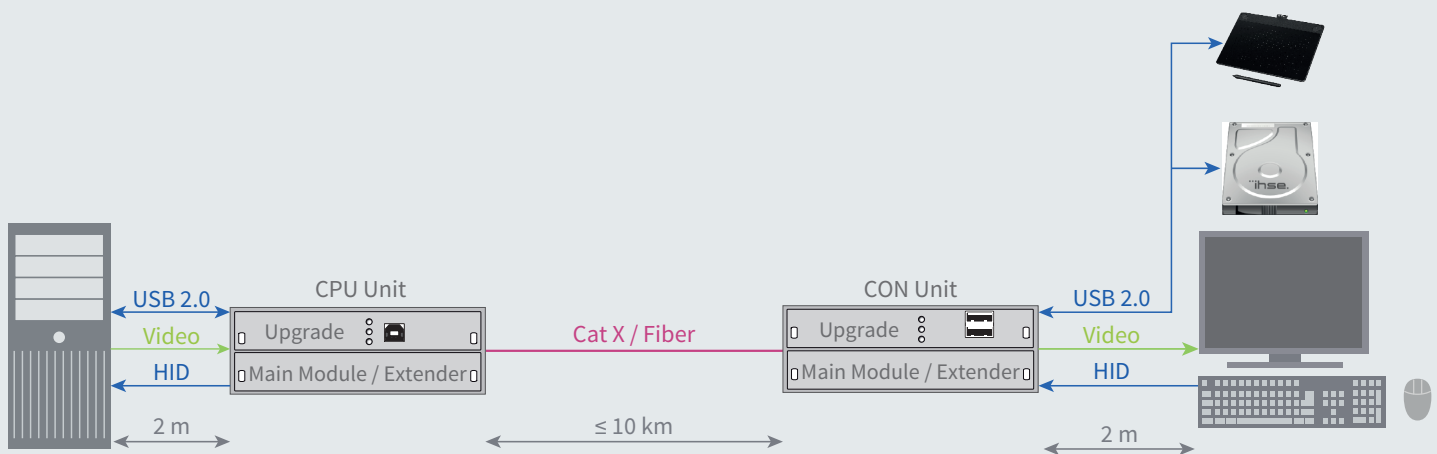 ihse.
CPU Unit
CON Unit
USB 2.0
USB 2.0
Upgrade
Upgrade
Video
Cat X / Fiber
Video
HID
Main Module / Extender
Main Module / Extender
HID
2 m
≤ 10 km
2 m